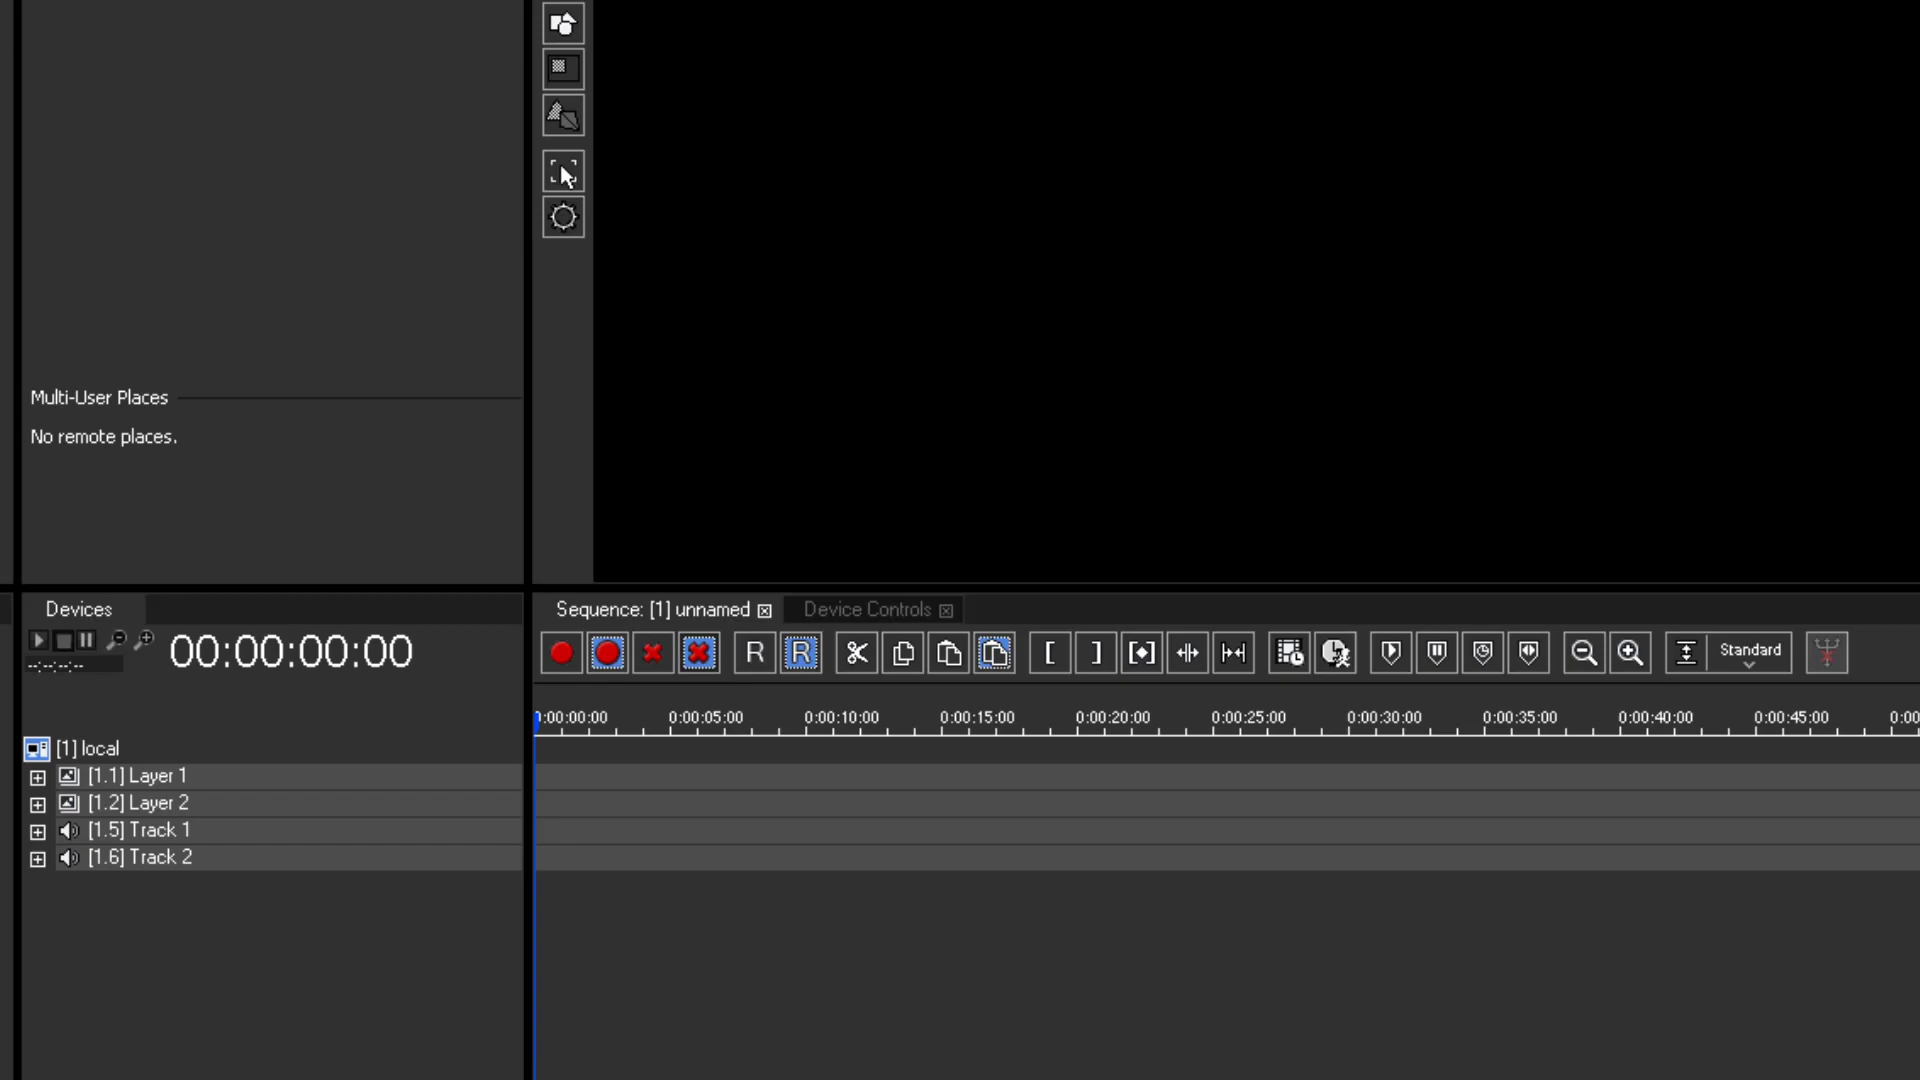 Multi-User Places
No remote places.
Devices
00:00:00:00
--:--:--:--
[1] local
[1.1] Layer 1
[1.2] Layer 2
[1.5] Track 1
[1.6] Track 2
Sequence: [1] unnamed
Device Controls
R
R
Standard
0:00:00:00 0:00:05:00 0:00:10:00 0:00:15:00 0:00:20:00 0:00:25:00 0:00:30:00 0:00:35:00 0:00:40:00 0:00:45:00 0:00